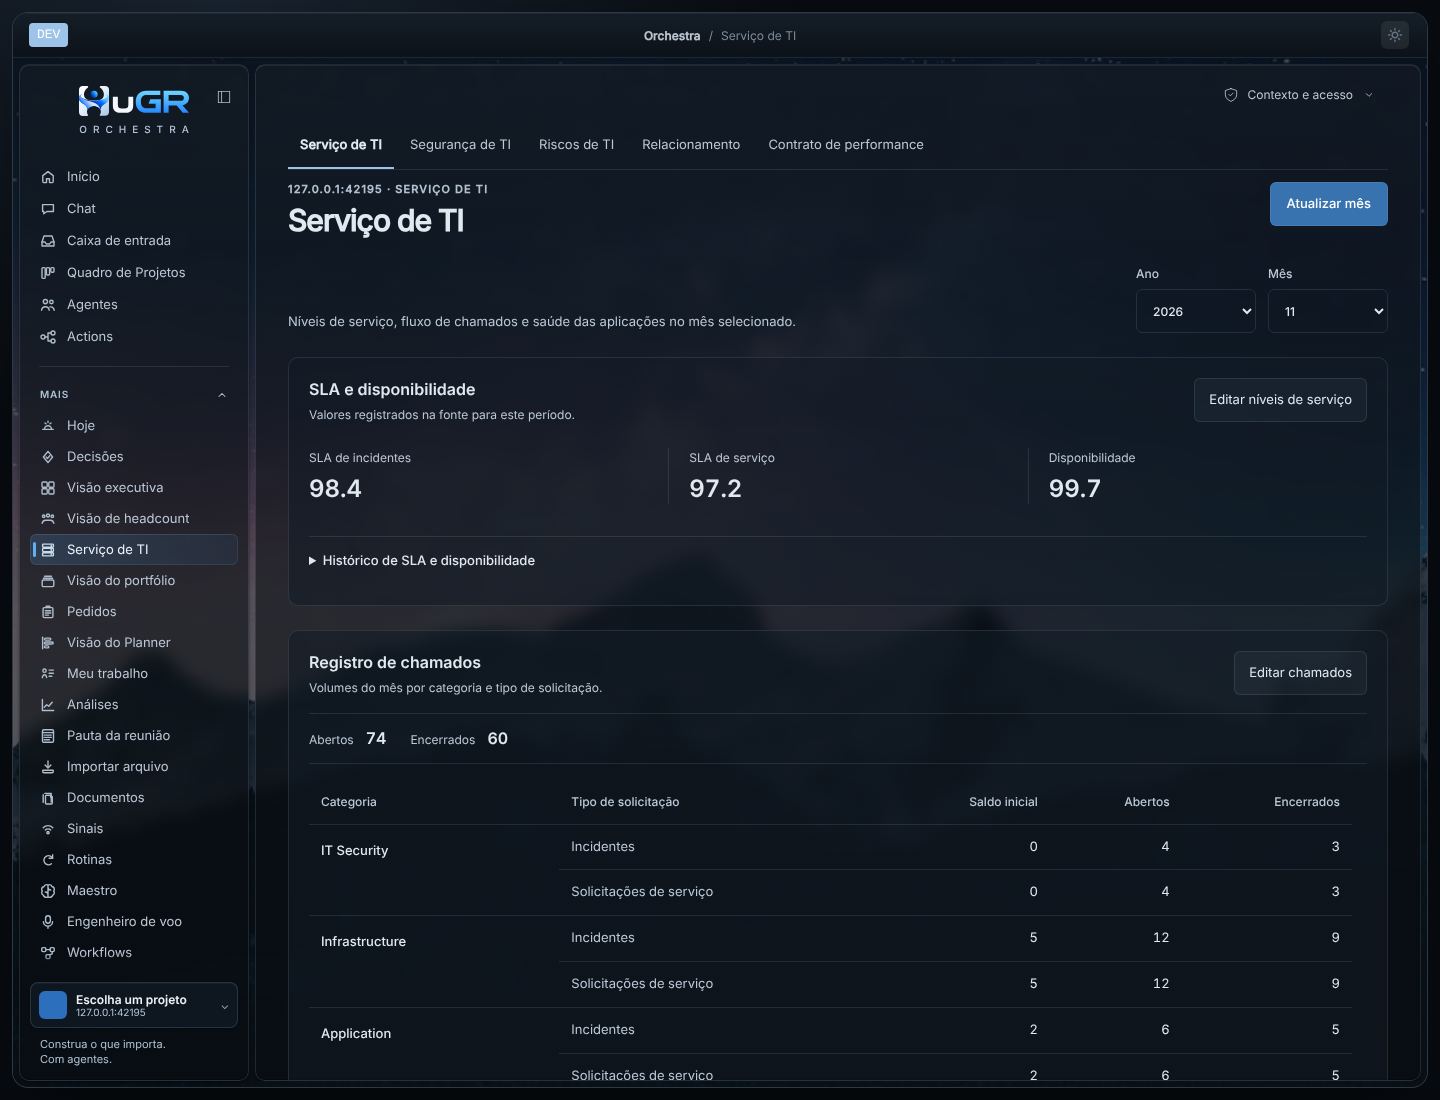 DEV
Orchestra / Serviço de TI
HuGR
ORCHESTRA
Início
Chat
Caixa de entrada
Quadro de Projetos
Agentes
Actions
MAIS
Hoje
Decisões
Visão executiva
Visão de headcount
Serviço de TI
Visão do portfólio
Pedidos
Visão do Planner
Meu trabalho
Análises
Pauta da reunião
Importar arquivo
Documentos
Sinais
Rotinas
Maestro
Engenheiro de voo
Workflows
Escolha um projeto
127.0.0.1:42195
Construa o que importa.
Com agentes.
Contexto e acesso
Serviço de TI Segurança de TI Riscos de TI Relacionamento Contrato de performance
127.0.0.1:42195 · SERVIÇO DE TI
Serviço de TI
Atualizar mês
Níveis de serviço, fluxo de chamados e saúde das aplicações no mês selecionado.
Ano Mês
2026 11
SLA e disponibilidade
Valores registrados na fonte para este período.
Editar níveis de serviço
SLA de incidentes SLA de serviço Disponibilidade
98.4 97.2 99.7
Histórico de SLA e disponibilidade
Registro de chamados
Volumes do mês por categoria e tipo de solicitação.
Editar chamados
Abertos 74 Encerrados 60
Categoria Tipo de solicitação Saldo inicial Abertos Encerrados
IT Security Incidentes 0 4 3
Solicitações de serviço 0 4 3
Infrastructure Incidentes 5 12 9
Solicitações de serviço 5 12 9
Application Incidentes 2 6 5
Solicitações de serviço 2 6 5